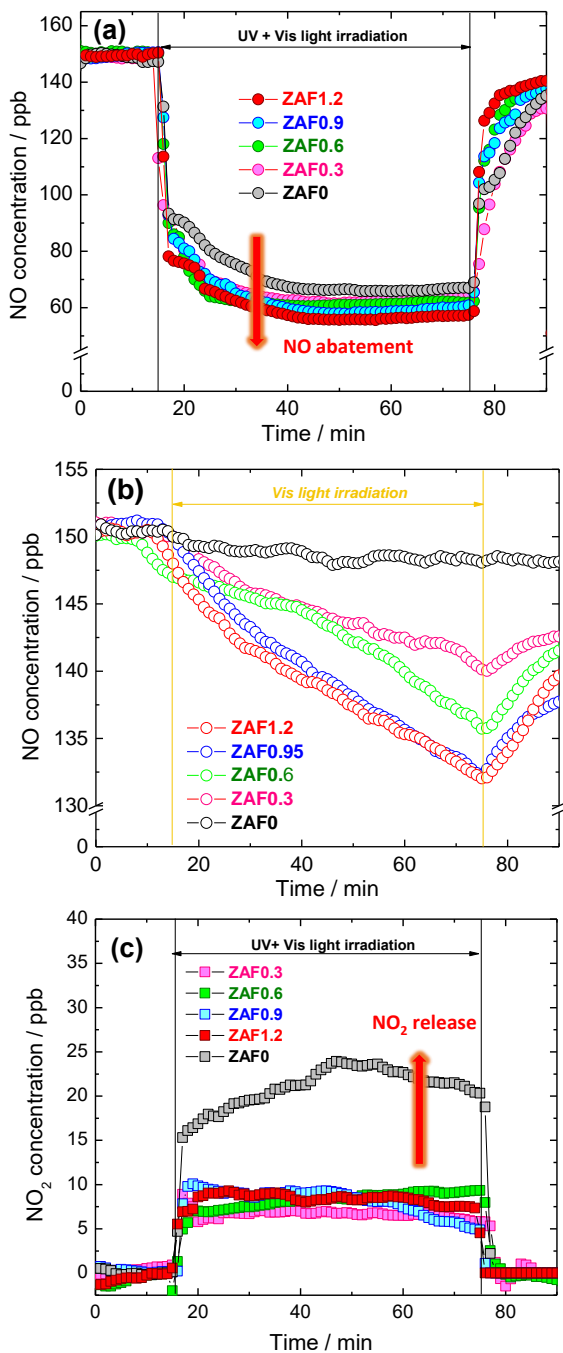 (a)
UV + Vis light irradiation
ZAF1.2
ZAF0.9
ZAF0.6
ZAF0.3
ZAF0
NO abatement
NO concentration / ppb
160
140
120
100
80
60
0
0 20 40 60 80
Time / min
(b)
Vis light irradiation
ZAF1.2
ZAF0.95
ZAF0.6
ZAF0.3
ZAF0
NO concentration / ppb
155
150
145
140
135
130
0
0 20 40 60 80
Time / min
(c)
UV+ Vis light irradiation
ZAF0.3
ZAF0.6
ZAF0.9
ZAF1.2
ZAF0
NO₂ release
NO₂ concentration / ppb
40
35
30
25
20
15
10
5
0
0 20 40 60 80
Time / min